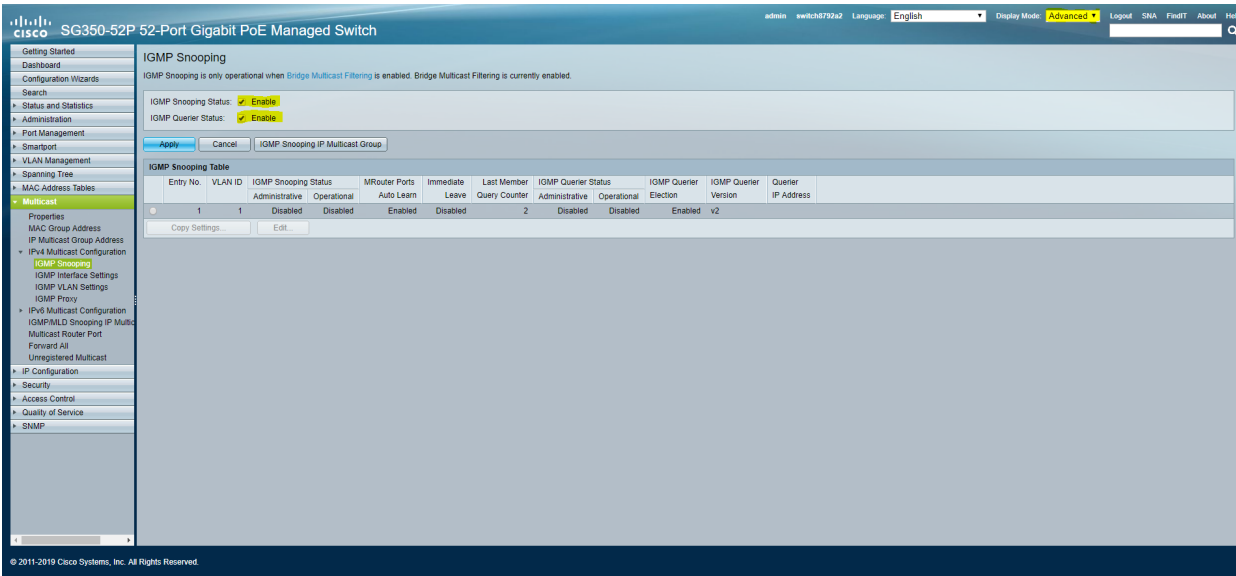 admin switch8792a2 Language: English Display Mode: Advanced Logout SNA FindIT About
CISCO SG350-52P 52-Port Gigabit PoE Managed Switch
Getting Started
Dashboard
Configuration Wizards
Search
Status and Statistics
Administration
Port Management
Smartport
VLAN Management
Spanning Tree
MAC Address Tables
Multicast
Properties
MAC Group Address
IP Multicast Group Address
IPv4 Multicast Configuration
IGMP Snooping
IGMP Interface Settings
IGMP VLAN Settings
IGMP Proxy
IPv6 Multicast Configuration
IGMP/MLD Snooping IP Multic
Multicast Router Port
Forward All
Unregistered Multicast
IP Configuration
Security
Access Control
Quality of Service
SNMP
IGMP Snooping
IGMP Snooping is only operational when Bridge Multicast Filtering is enabled. Bridge Multicast Filtering is currently enabled.
IGMP Snooping Status: Enable
IGMP Querier Status: Enable
Apply Cancel IGMP Snooping IP Multicast Group
IGMP Snooping Table
Entry No. VLAN ID IGMP Snooping Status MRouter Ports Immediate Last Member IGMP Querier Status IGMP Querier IGMP Querier Querier
Administrative Operational Auto Learn Leave Query Counter Administrative Operational Election Version IP Address
1 1 Disabled Disabled Enabled Disabled 2 Disabled Disabled Enabled v2
Copy Settings... Edit...
© 2011-2019 Cisco Systems, Inc. All Rights Reserved.